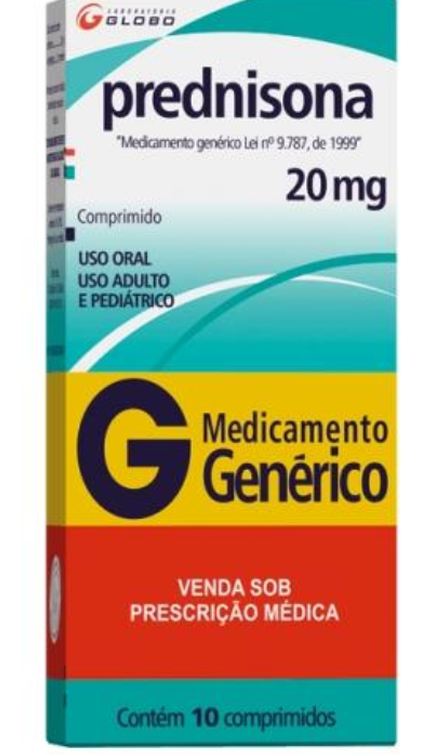 LABORATÓRIO
GLOBO
prednisona
"Medicamento genérico Lei nº 9.787, de 1999"
20 mg
Comprimido
USO ORAL
USO ADULTO
E PEDIÁTRICO
G Medicamento
Genérico
VENDA SOB
PRESCRIÇÃO MÉDICA
Contém 10 comprimidos